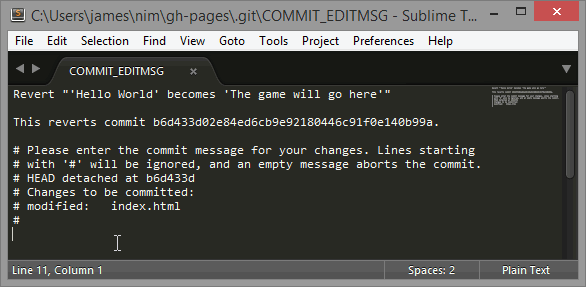 C:\Users\james\nim\gh-pages\.git\COMMIT_EDITMSG - Sublime T...
File Edit Selection Find View Goto Tools Project Preferences Help
COMMIT_EDITMSG ×
Revert "'Hello World' becomes 'The game will go here'"
This reverts commit b6d433d02e84ed6cb9e92180446c91f0e140b99a.
# Please enter the commit message for your changes. Lines starting
# with '#' will be ignored, and an empty message aborts the commit.
# HEAD detached at b6d433d
# Changes to be committed:
# modified:   index.html
#
Line 11, Column 1 Spaces: 2 Plain Text